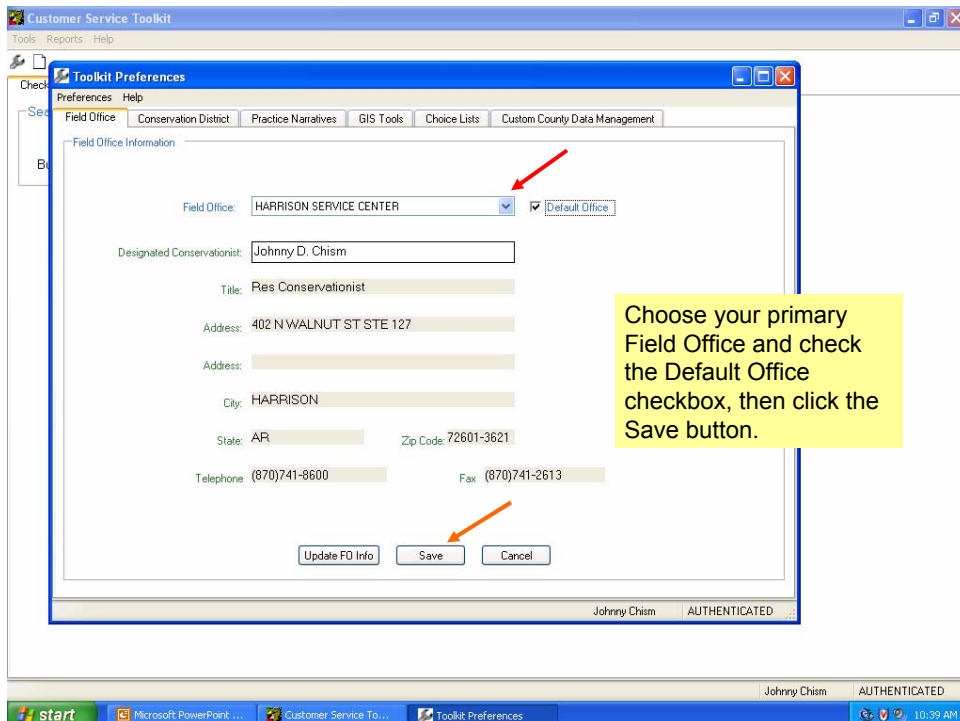 Customer Service Toolkit
Tools Reports Help
Toolkit Preferences
Check
Preferences Help
Field Office Conservation District Practice Narratives GIS Tools Choice Lists Custom County Data Management
Field Office Information
Field Office: HARRISON SERVICE CENTER Default Office
Designated Conservationist: Johnny D. Chism
Title: Res Conservationist
Address: 402 N WALNUT ST STE 127
Address:
City: HARRISON
State: AR Zip Code: 72601-3621
Telephone (870)741-8600 Fax (870)741-2613
Choose your primary
Field Office and check
the Default Office
checkbox, then click the
Save button.
Update FO Info Save Cancel
Johnny Chism AUTHENTICATED
Johnny Chism AUTHENTICATED
start Microsoft PowerPoint ... Customer Service To... Toolkit Preferences 10:39 AM